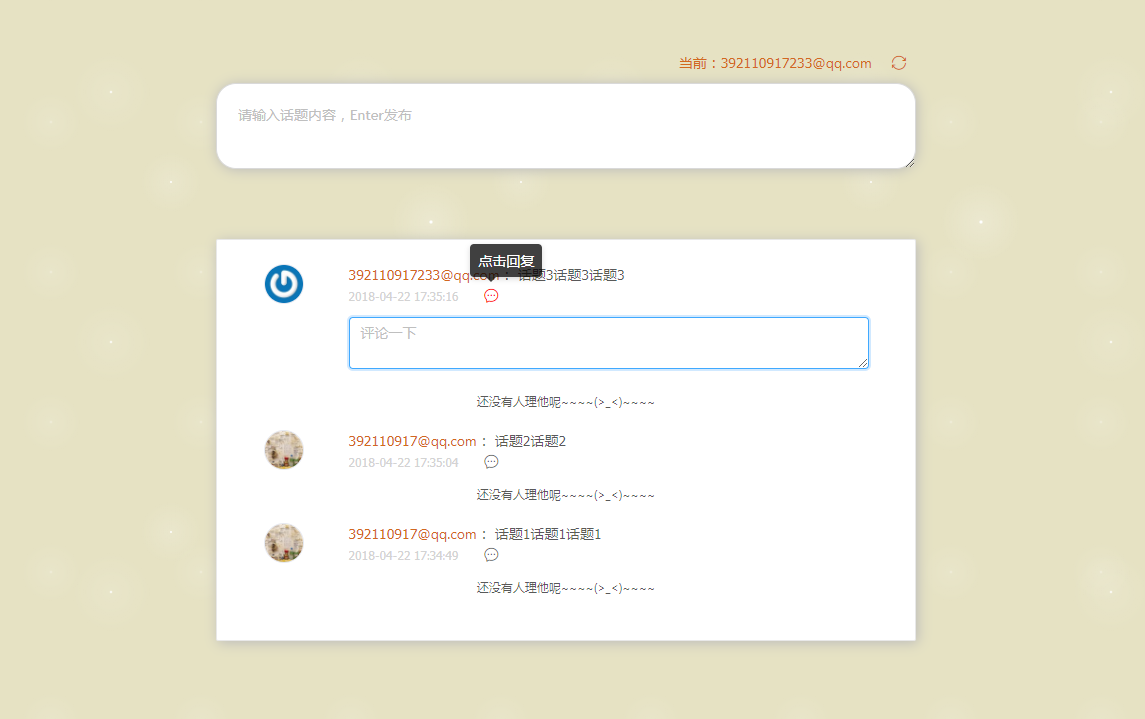 当前：392110917233@qq.com
请输入话题内容，Enter发布
点击回复
392110917233@qq.com： 话题3话题3话题3
2018-04-22 17:35:16
评论一下
还没有人理他呢~~~~(>_<)~~~~
392110917@qq.com： 话题2话题2
2018-04-22 17:35:04
还没有人理他呢~~~~(>_<)~~~~
392110917@qq.com： 话题1话题1话题1
2018-04-22 17:34:49
还没有人理他呢~~~~(>_<)~~~~